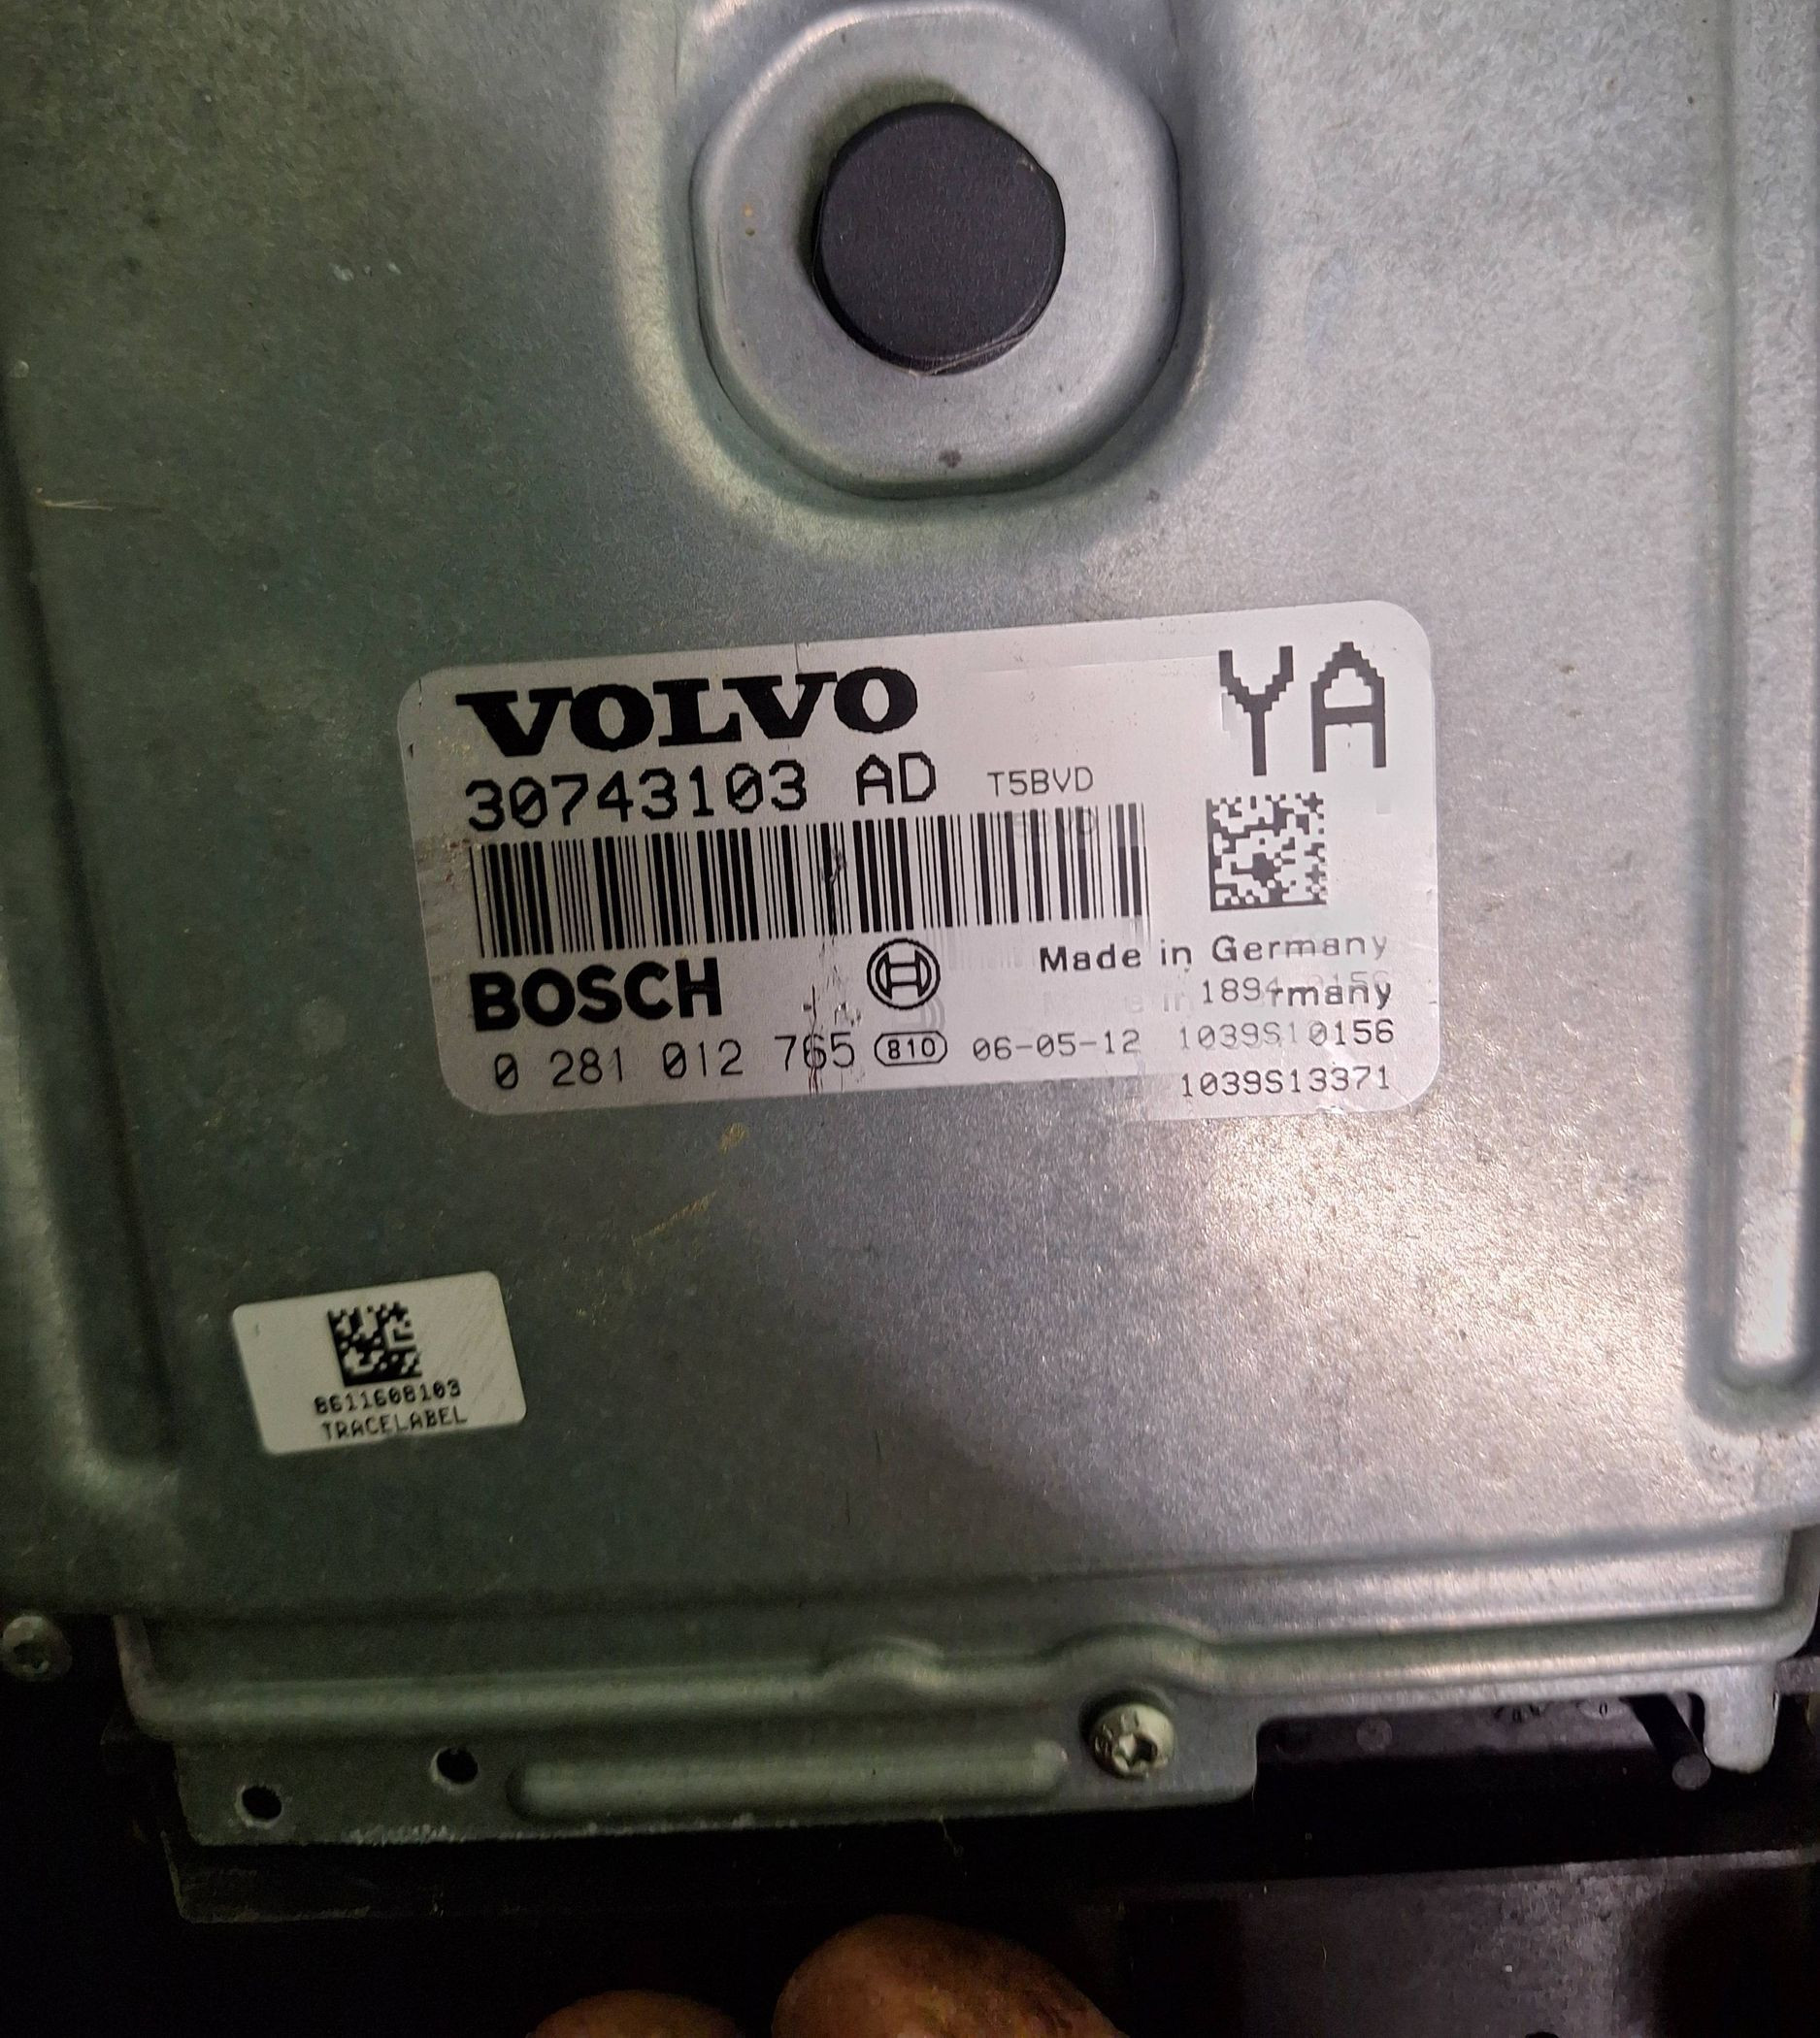 VOLVO
YA
30743103 AD T5BVD
BOSCH
Made in Germany
0 281 012 765 810 06-05-12 1039S10156
1039S13371
8611608103
TRACELABEL